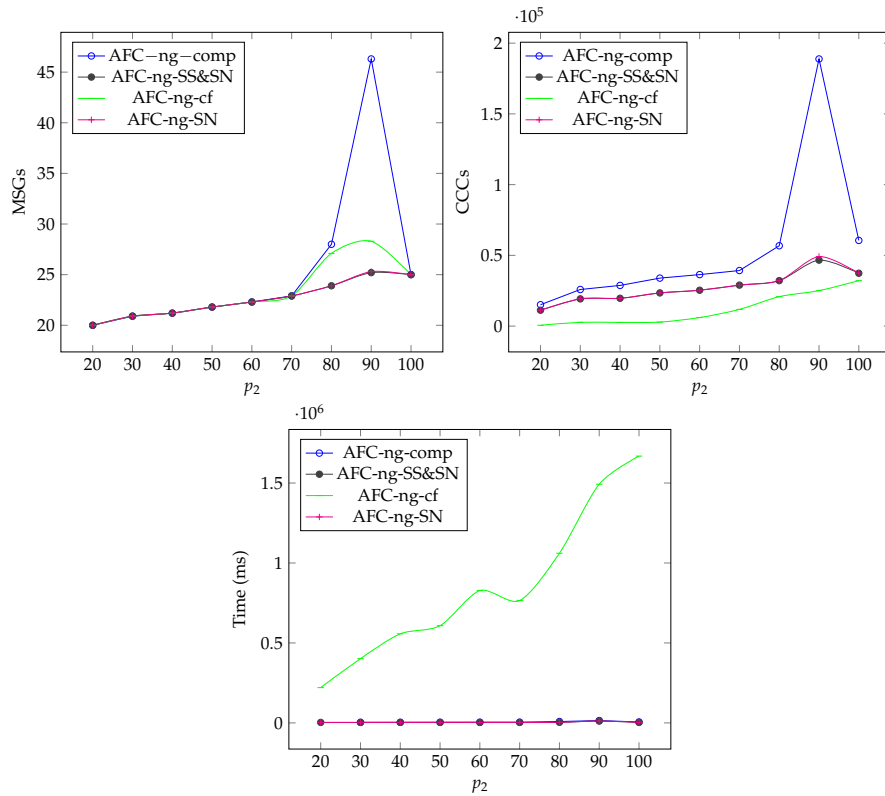 AFC−ng−comp
AFC-ng-SS&SN
AFC-ng-cf
AFC-ng-SN
45
40
35
30
25
20
MSGs
20 30 40 50 60 70 80 90 100
p2
·10^5
AFC-ng-comp
AFC-ng-SS&SN
AFC-ng-cf
AFC-ng-SN
2
1.5
1
0.5
0
CCCs
20 30 40 50 60 70 80 90 100
p2
·10^6
AFC-ng-comp
AFC-ng-SS&SN
AFC-ng-cf
AFC-ng-SN
1.5
1
0.5
0
Time (ms)
20 30 40 50 60 70 80 90 100
p2